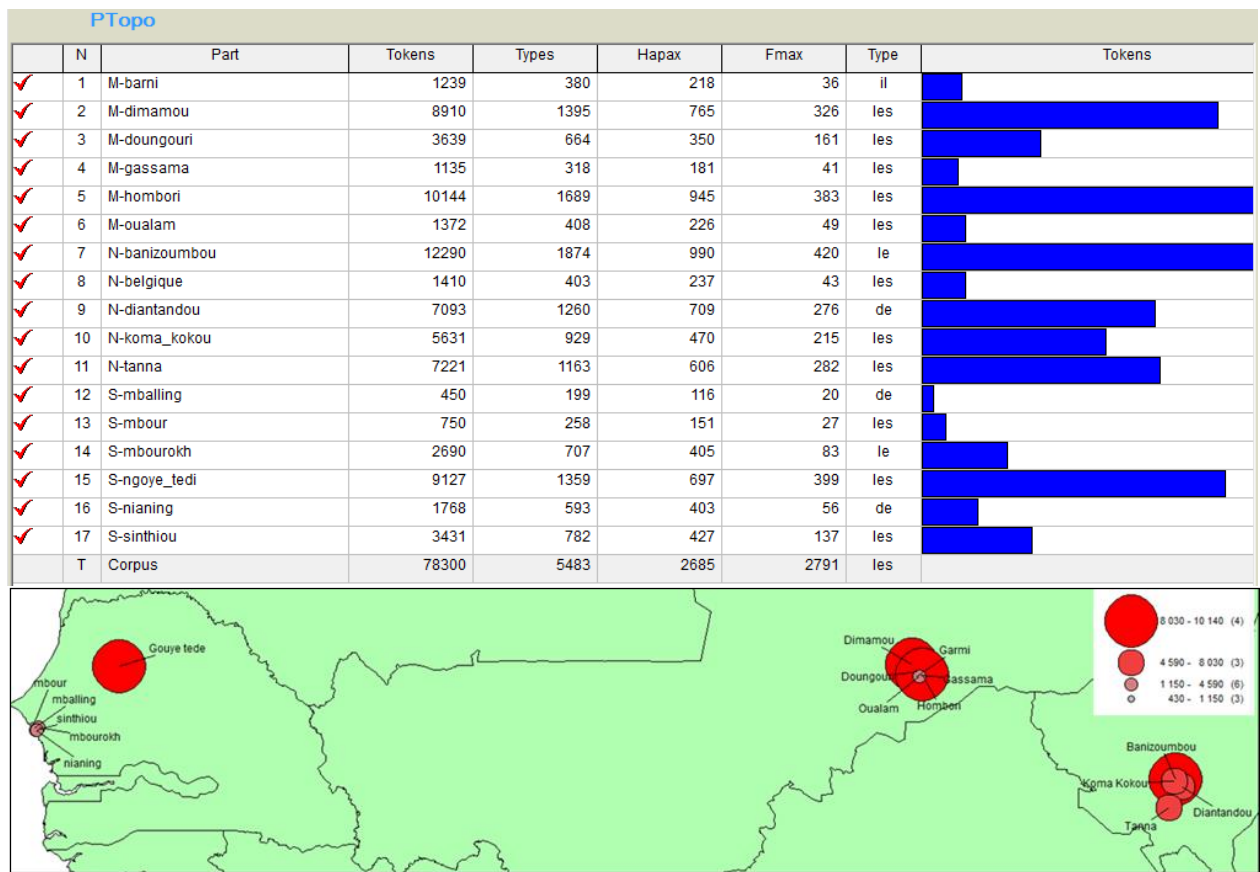 PTopo
N Part Tokens Types Hapax Fmax Type Tokens
1 M-barni 1239 380 218 36 il
2 M-dimamou 8910 1395 765 326 les
3 M-doungouri 3639 664 350 161 les
4 M-gassama 1135 318 181 41 les
5 M-hombori 10144 1689 945 383 les
6 M-oualam 1372 408 226 49 les
7 N-banizoumbou 12290 1874 990 420 le
8 N-belgique 1410 403 237 43 les
9 N-diantandou 7093 1260 709 276 de
10 N-koma_kokou 5631 929 470 215 les
11 N-tanna 7221 1163 606 282 les
12 S-mballing 450 199 116 20 de
13 S-mbour 750 258 151 27 les
14 S-mbourokh 2690 707 405 83 le
15 S-ngoye_tedi 9127 1359 697 399 les
16 S-nianing 1768 593 403 56 de
17 S-sinthiou 3431 782 427 137 les
T Corpus 78300 5483 2685 2791 les
Gouye tede
mbour
mballing
sinthiou
mbourokh
nianing
Dimamou
Garmi
Doungour
Gassama
Oualam
Hombori
8 030 - 10 140 (4)
4 590 - 8 030 (3)
1 150 - 4 590 (6)
430 - 1 150 (3)
Banizoumbou
Koma Kokou
Diantandou
Tanna